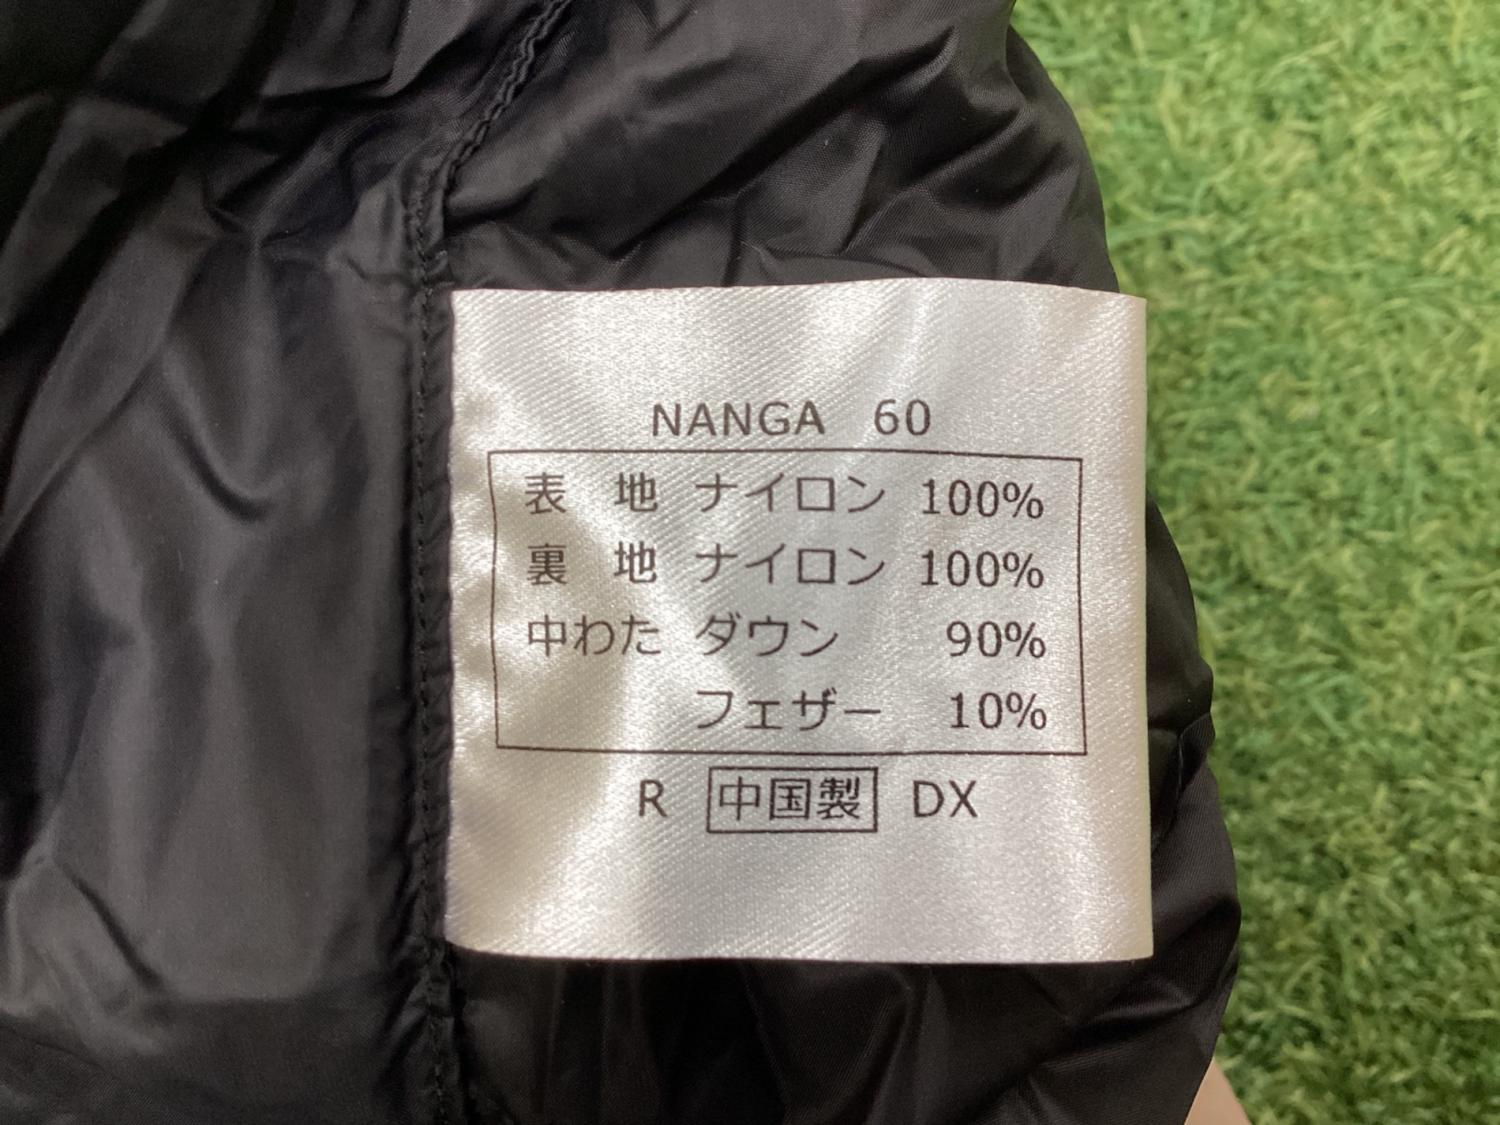 NANGA 60
表 地 ナイロン 100%
裏 地 ナイロン 100%
中わた ダウン 90%
フェザー 10%
R 中国製 DX